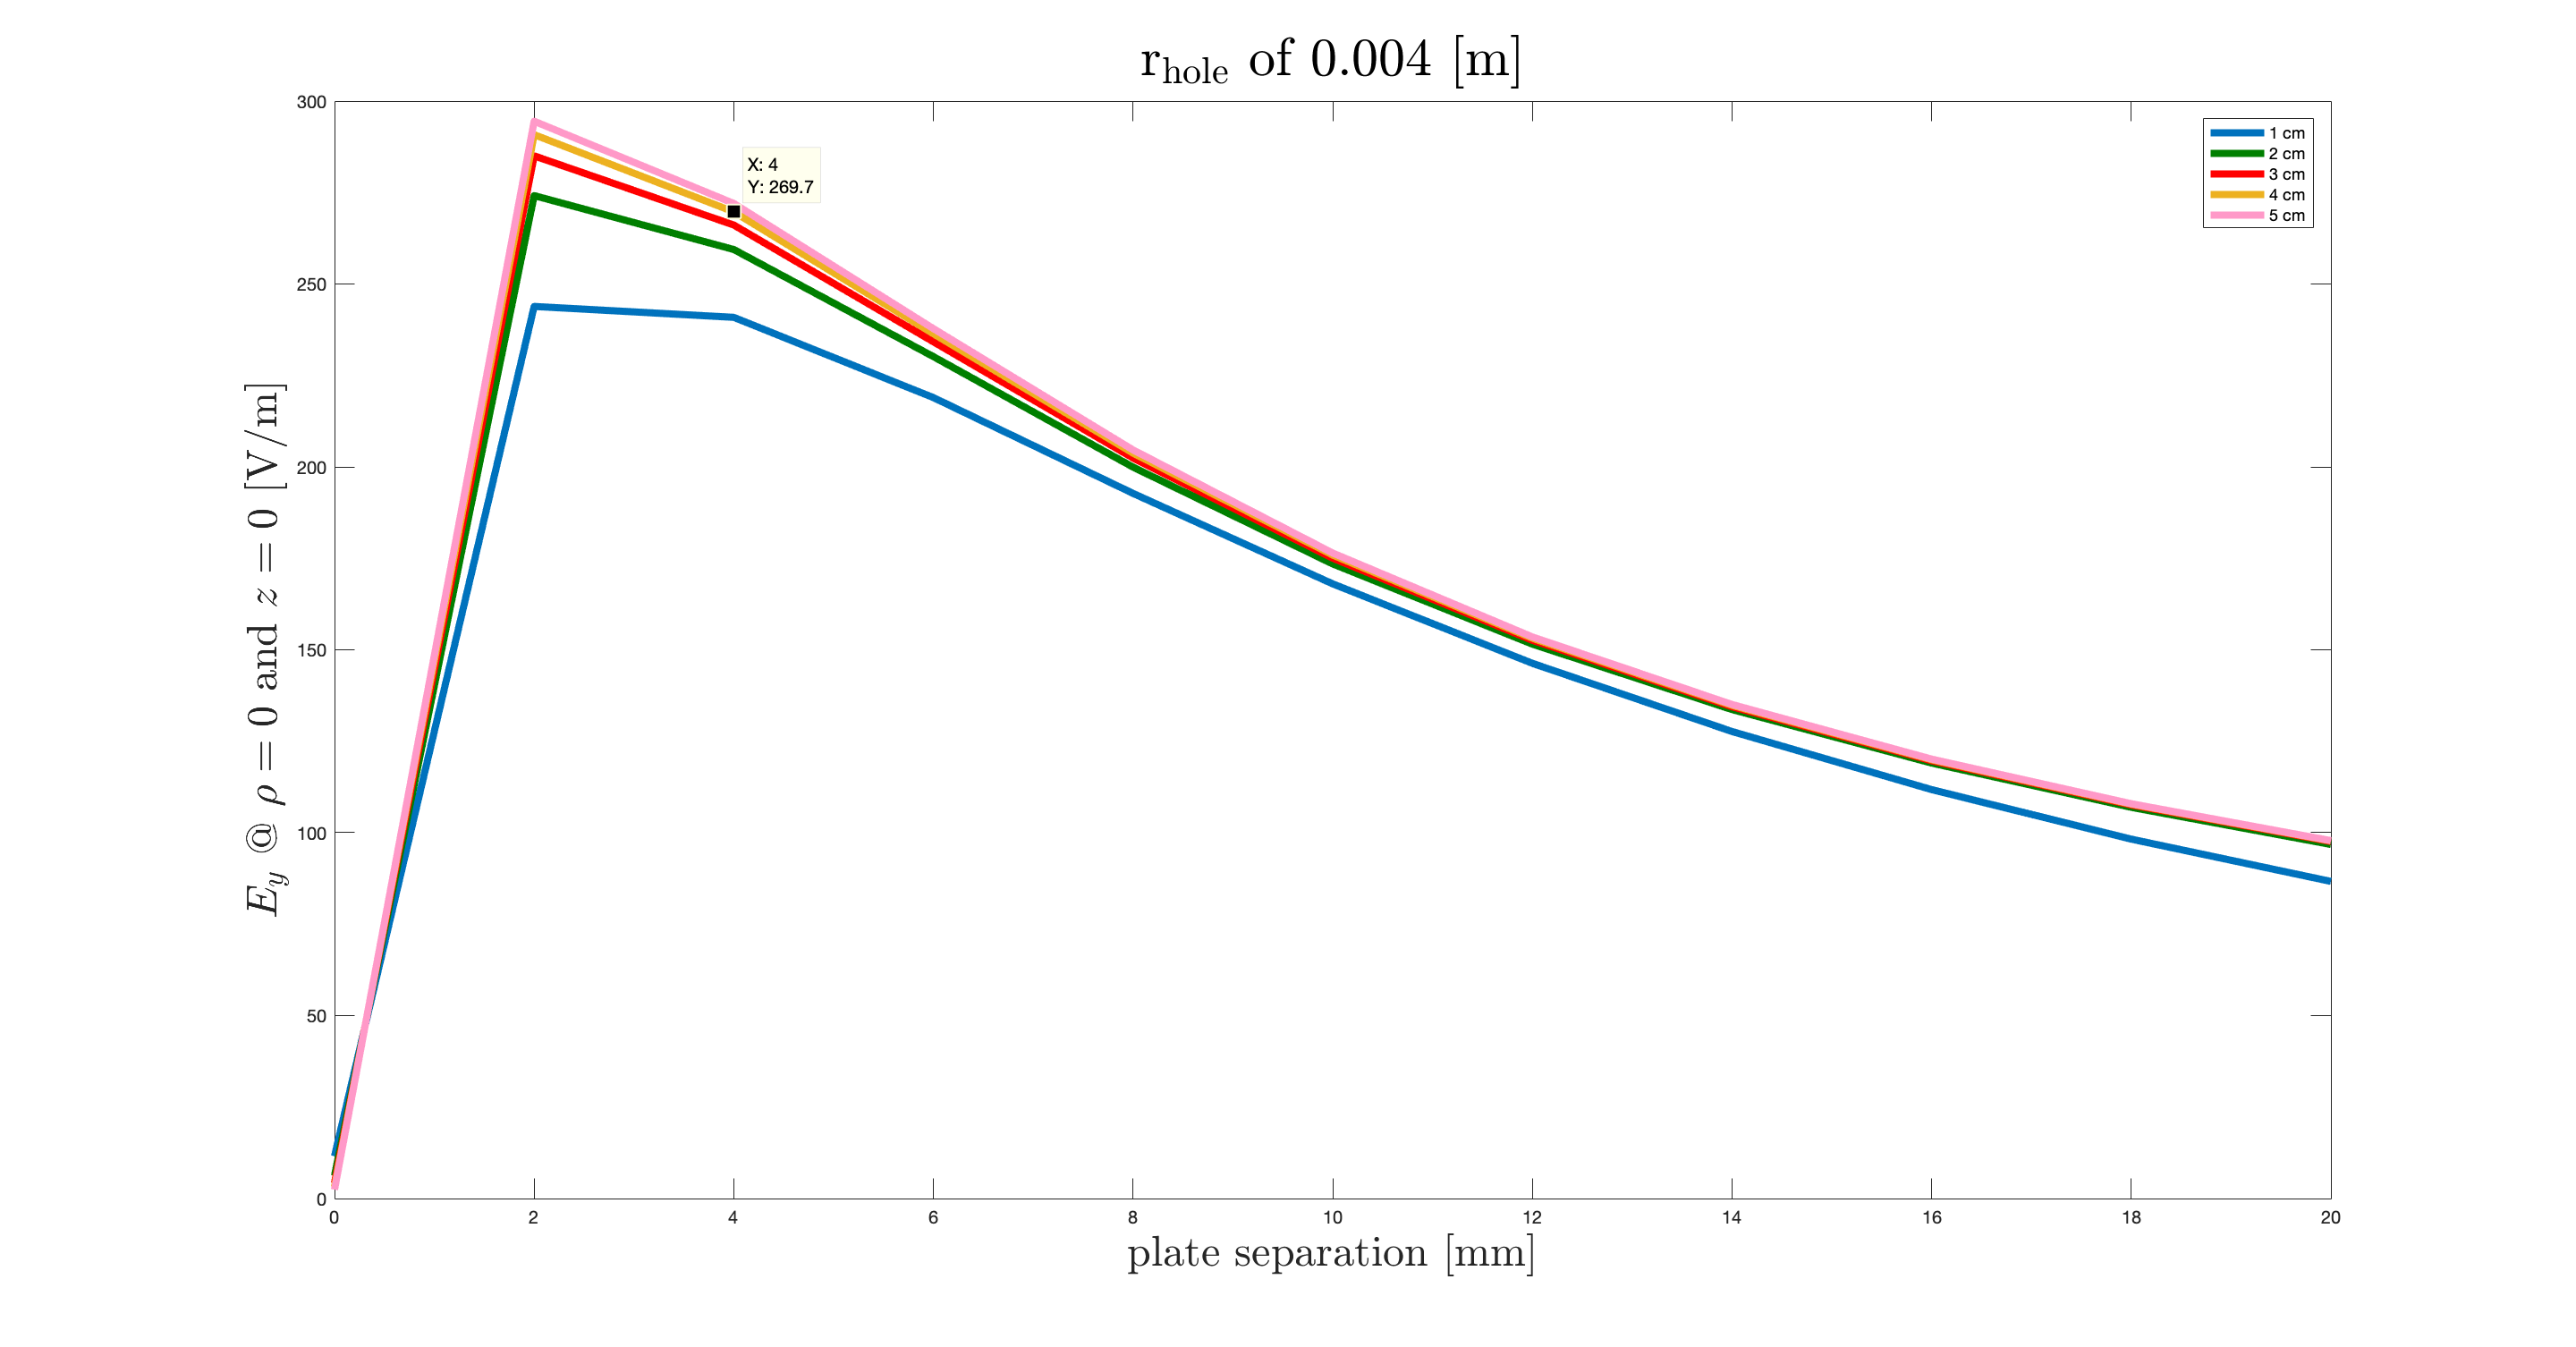 r_hole of 0.004 [m]
300
250
200
150
100
50
0
E_y @ ρ = 0 and z = 0 [V/m]
X: 4
Y: 269.7
1 cm
2 cm
3 cm
4 cm
5 cm
0 2 4 6 8 10 12 14 16 18 20
plate separation [mm]